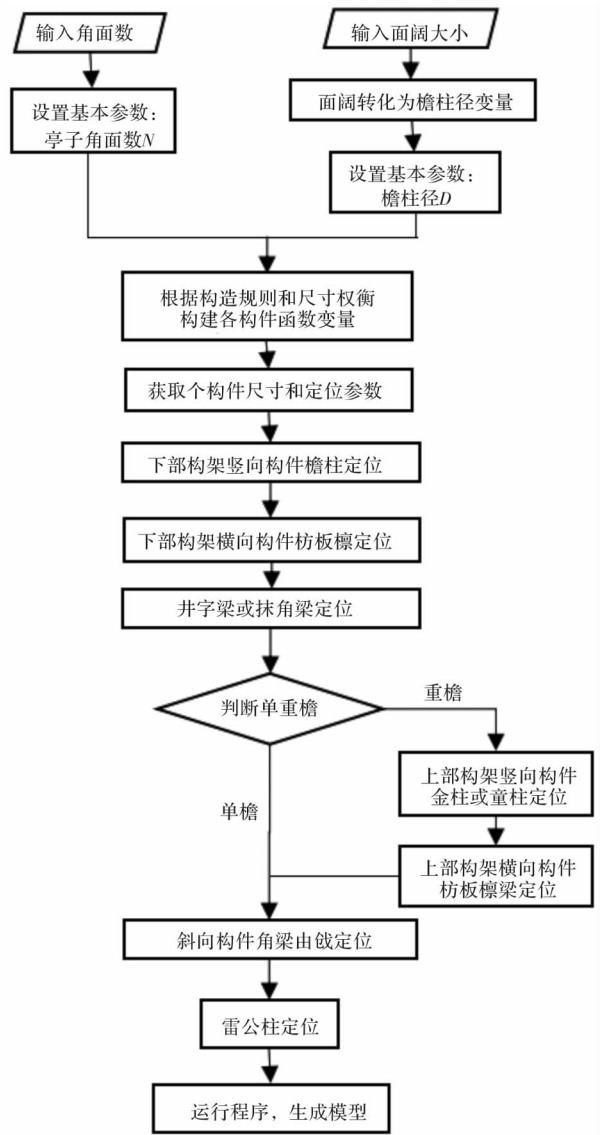 输入角面数
输入面阔大小
设置基本参数：
亭子角面数N
面阔转化为檐柱径变量
设置基本参数：
檐柱径D
根据构造规则和尺寸权衡
构建各构件函数变量
获取个构件尺寸和定位参数
下部构架竖向构件檐柱定位
下部构架横向构件枋板檩定位
井字梁或抹角梁定位
判断单重檐
重檐
单檐
上部构架竖向构件
金柱或童柱定位
上部构架横向构件
枋板檩梁定位
斜向构件角梁由戗定位
雷公柱定位
运行程序，生成模型